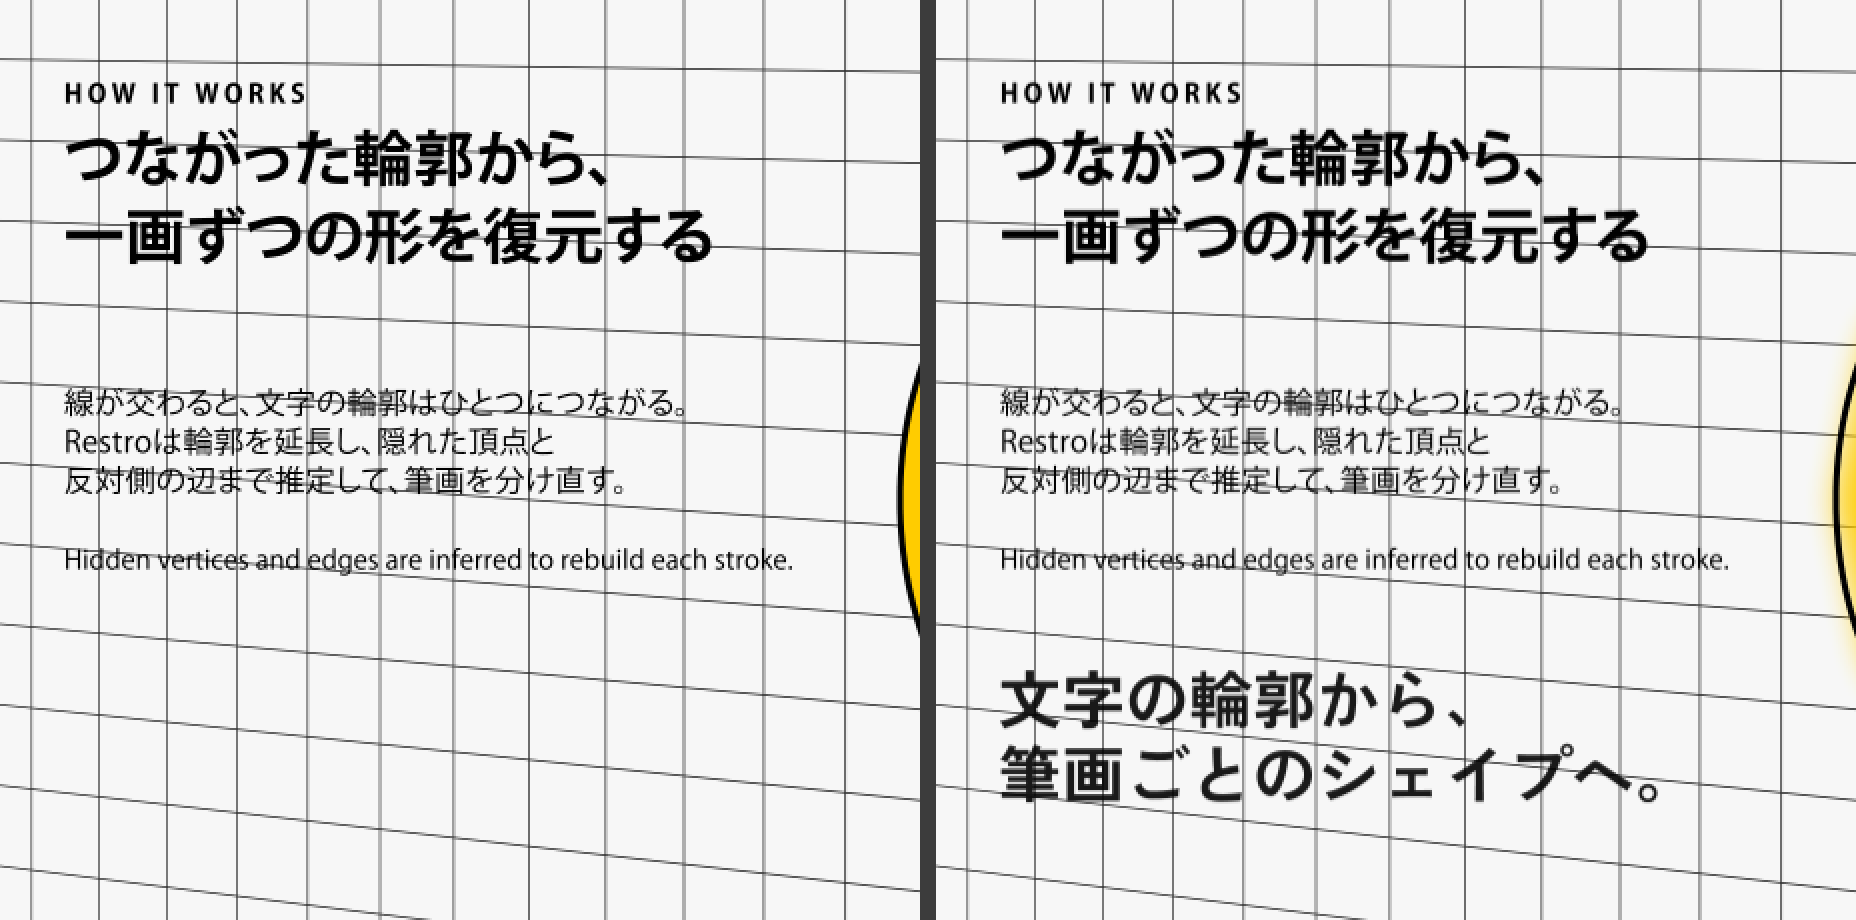 HOW IT WORKS
つながった輪郭から、
一画ずつの形を復元する
線が交わると、文字の輪郭はひとつにつながる。
Restroは輪郭を延長し、隠れた頂点と
反対側の辺まで推定して、筆画を分け直す。
Hidden vertices and edges are inferred to rebuild each stroke.
HOW IT WORKS
つながった輪郭から、
一画ずつの形を復元する
線が交わると、文字の輪郭はひとつにつながる。
Restroは輪郭を延長し、隠れた頂点と
反対側の辺まで推定して、筆画を分け直す。
Hidden vertices and edges are inferred to rebuild each stroke.
文字の輪郭から、
筆画ごとのシェイプへ。